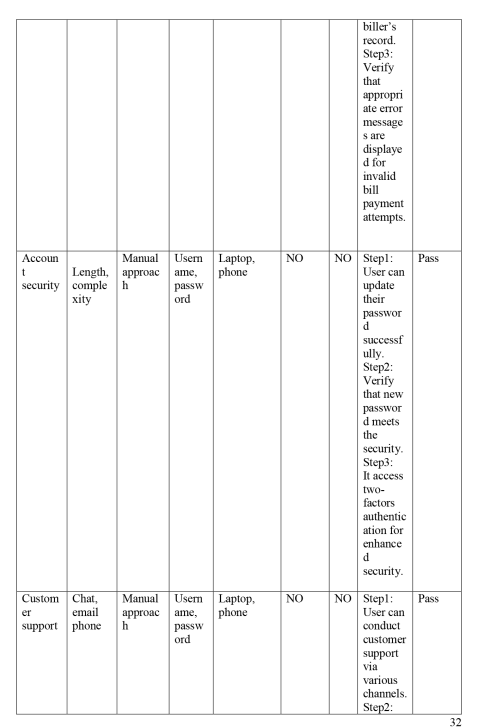 biller's
record.
Step3:
Verify
that
appropri
ate error
message
s are
displaye
d for
invalid
bill
payment
attempts.
Accoun
t
security
Length,
comple
xity
Manual
approac
h
Usern
ame,
passw
ord
Laptop,
phone
NO
NO
Step1:
User can
update
their
passwor
d
successf
ully.
Step2:
Verify
that new
passwor
d meets
the
security.
Step3:
It access
two-
factors
authentic
ation for
enhance
d
security.
Pass
Custom
er
support
Chat,
email
phone
Manual
approac
h
Usern
ame,
passw
ord
Laptop,
phone
NO
NO
Step1:
User can
conduct
customer
support
via
various
channels.
Step2:
Pass
32